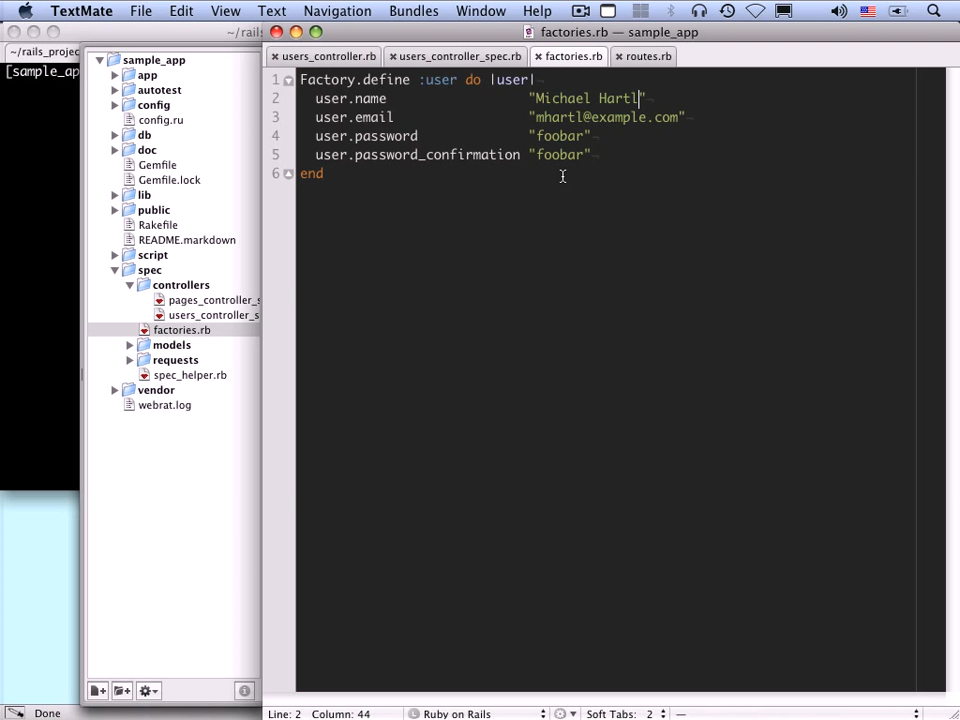 TextMate File Edit View Text Navigation Bundles Window Help
~/rails_projec
[sample_ap
~/rails
factories.rb — sample_app
sample_app
app
autotest
config
config.ru
db
doc
Gemfile
Gemfile.lock
lib
public
Rakefile
README.markdown
script
spec
controllers
pages_controller_s
users_controller_s
factories.rb
models
requests
spec_helper.rb
vendor
webrat.log
users_controller.rb users_controller_spec.rb factories.rb routes.rb
1 Factory.define :user do |user|
2 user.name "Michael Hartl"
3 user.email "mhartl@example.com"
4 user.password "foobar"
5 user.password_confirmation "foobar"
6 end
Done
Line: 2 Column: 44 Ruby on Rails Soft Tabs: 2 —